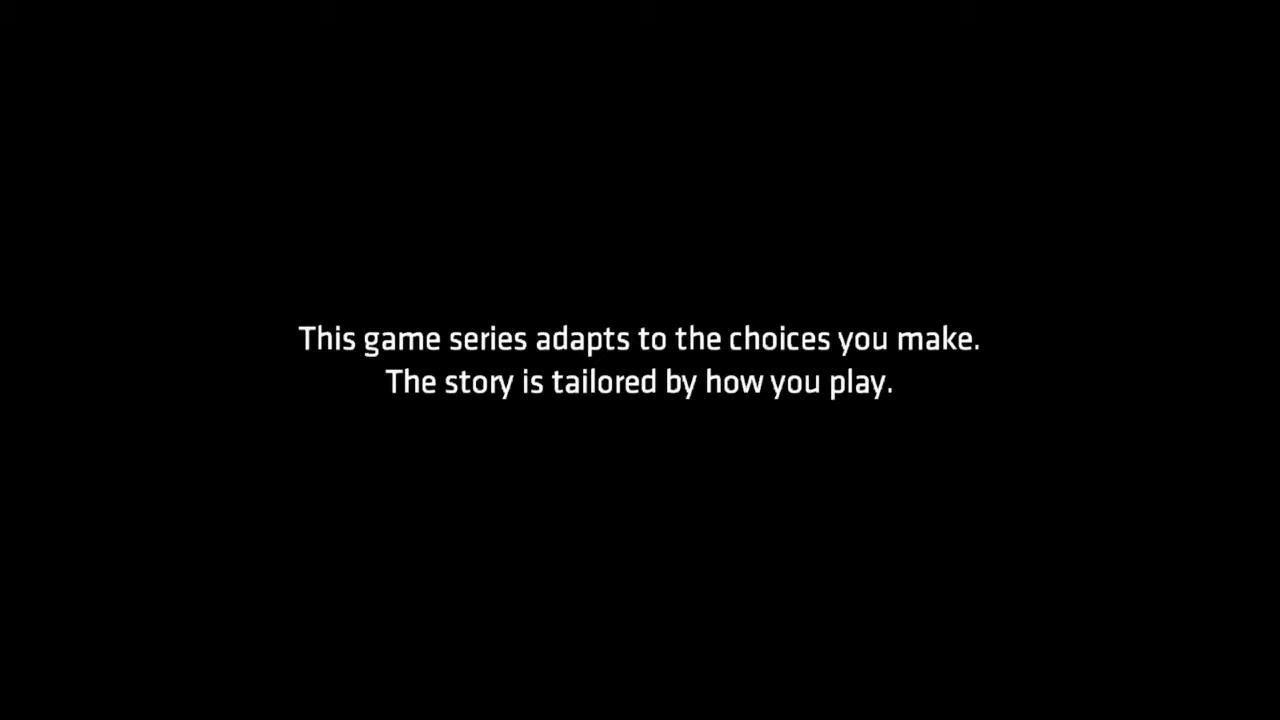 This game series adapts to the choices you make.
The story is tailored by how you play.